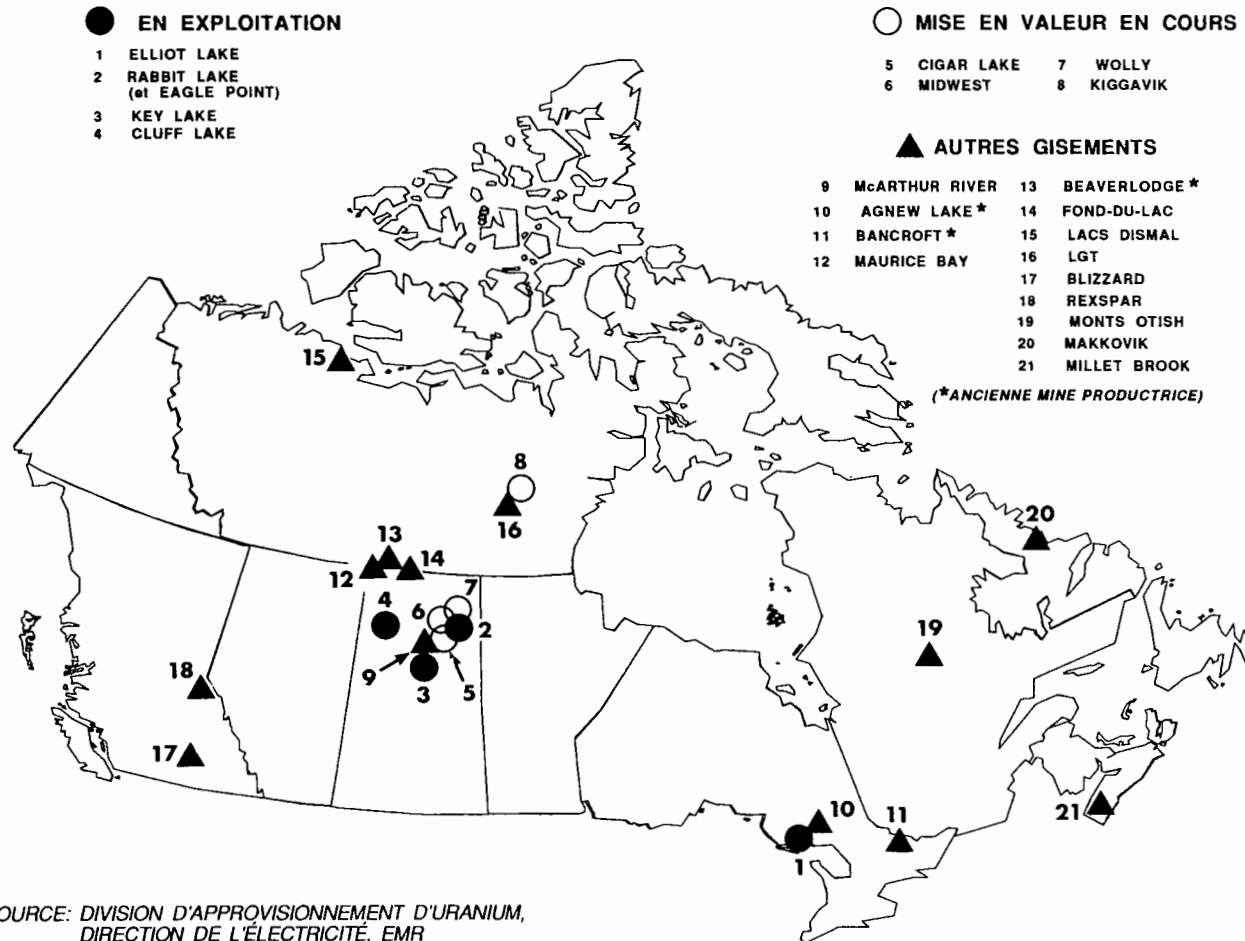 EN EXPLOITATION
1 ELLIOT LAKE
2 RABBIT LAKE
(et EAGLE POINT)
3 KEY LAKE
4 CLUFF LAKE
MISE EN VALEUR EN COURS
5 CIGAR LAKE 7 WOLLY
6 MIDWEST 8 KIGGAVIK
AUTRES GISEMENTS
9 McARTHUR RIVER 13 BEAVERLODGE*
10 AGNEW LAKE* 14 FOND-DU-LAC
11 BANCROFT* 15 LACS DISMAL
12 MAURICE BAY 16 LGT
17 BLIZZARD
18 REXSPAR
19 MONTS OTISH
20 MAKKOVIK
21 MILLET BROOK
(*ANCIENNE MINE PRODUCTRICE)
15
8
16
20
13
12 14
7
4 6
2
19
9 3 5
18
17
10 11
21
1
OURCE: DIVISION D'APPROVISIONNEMENT D'URANIUM,
DIRECTION DE L'ÉLECTRICITÉ, EMR